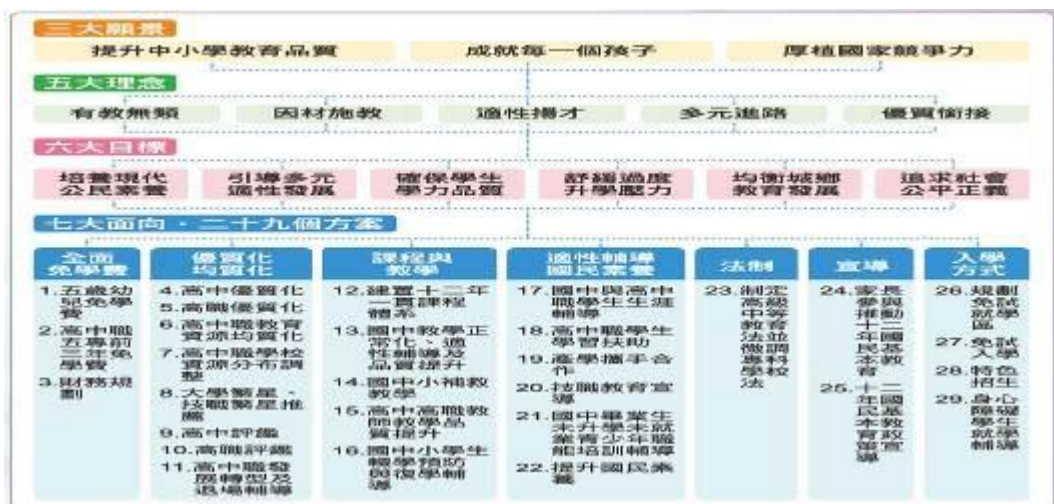 三大願景
提升中小學教育品質 成就每一個孩子 厚植國家競爭力
五大理念
有教無類 因材施教 適性揚才 多元進路 優質銜接
六大目標
培養現代
公民素養
引導多元
適性發展
確保學生
學力品質
舒緩過度
升學壓力
均衡城鄉
教育發展
追求社會
公平正義
七大面向·二十九個方案
全面
免學費
1.五歲幼
兒免學
費
2.高中職
五專前
三年免
學費
3.財務規
劃
優質化
均質化
4.高中優質化
5.高職優質化
6.高中職教育
資源均質化
7.高中職學校
資源分布調
整
8.大學繁星、
技職繁星推
薦
9.高中評鑑
10.高職評鑑
11.高中職發
展轉型及
退場輔導
課程與
教學
12.建置十二年
一貫課程
體系
13.國中教學正
常化、適
性輔導及
品質提升
14.國中小補救
教學
15.高中高職教
師教學品
質提升
16.國中小學生
輟學預防
與復學輔
導
適性輔導
國民素養
17.國中與高中
職學生生涯
輔導
18.高中職學生
學習扶助
19.產學攜手合
作
20.技職教育宣
導
21.國中畢業生
未升學未就
業青少年職
能培訓輔導
22.提升國民素
養
法制
23.制定
高級
中等
教育
法並
微調
專科
學校
法
宣導
24.家長
參與
推動
十二
年國
民基
本教
育
25.十二
年國
民基
本教
育政
策宣
導
入學
方式
26.規劃
免試
就學
區
27.免試
入學
28.特色
招生
29.身心
障礙
學生
就學
輔導